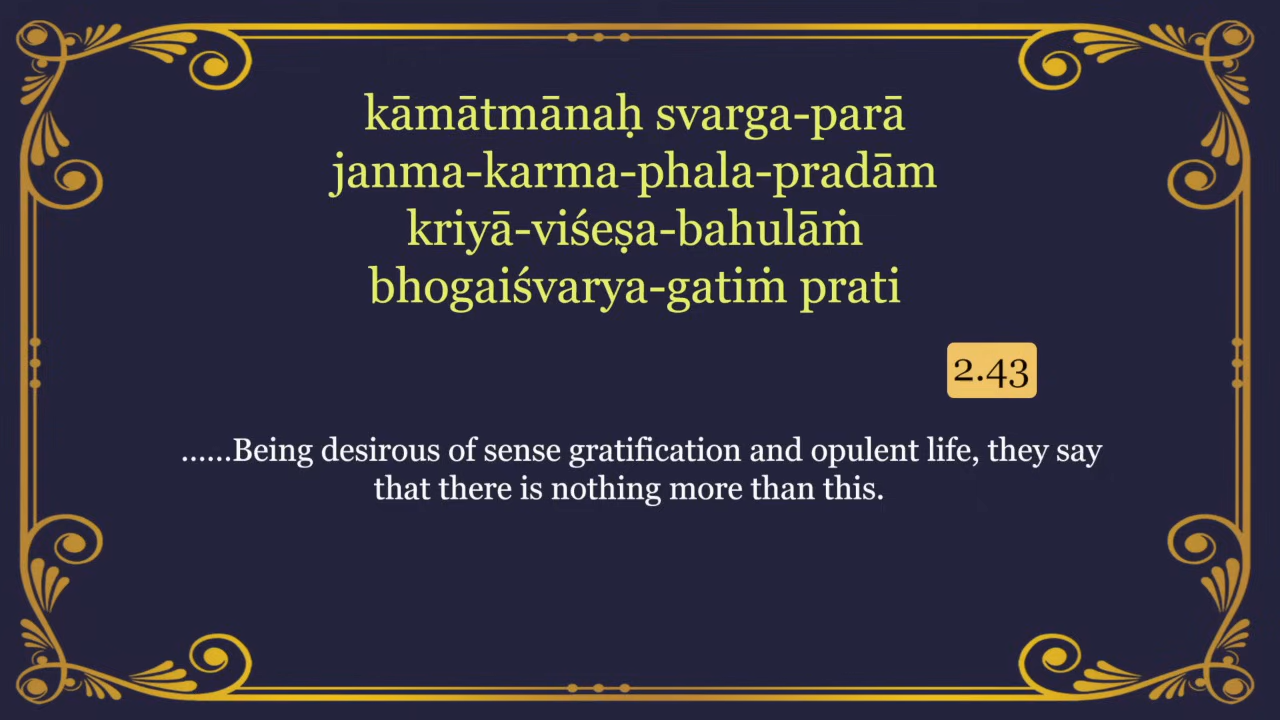 kāmātmānaḥ svarga-parā
janma-karma-phala-pradām
kriyā-viśeṣa-bahulāṁ
bhogaiśvarya-gatiṁ prati
2.43
......Being desirous of sense gratification and opulent life, they say
that there is nothing more than this.